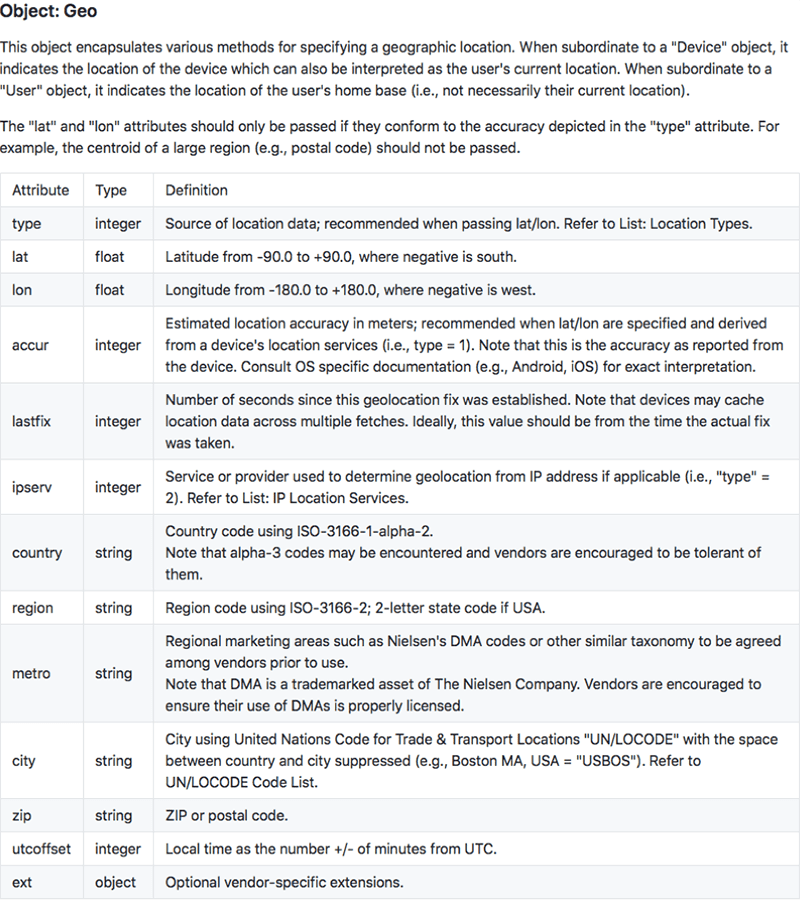 Object: Geo
This object encapsulates various methods for specifying a geographic location. When subordinate to a "Device" object, it
indicates the location of the device which can also be interpreted as the user's current location. When subordinate to a
"User" object, it indicates the location of the user's home base (i.e., not necessarily their current location).
The "lat" and "lon" attributes should only be passed if they conform to the accuracy depicted in the "type" attribute. For
example, the centroid of a large region (e.g., postal code) should not be passed.
Attribute Type Definition
type integer Source of location data; recommended when passing lat/lon. Refer to List: Location Types.
lat float Latitude from -90.0 to +90.0, where negative is south.
lon float Longitude from -180.0 to +180.0, where negative is west.
accur integer Estimated location accuracy in meters; recommended when lat/lon are specified and derived
from a device's location services (i.e., type = 1). Note that this is the accuracy as reported from
the device. Consult OS specific documentation (e.g., Android, iOS) for exact interpretation.
lastfix integer Number of seconds since this geolocation fix was established. Note that devices may cache
location data across multiple fetches. Ideally, this value should be from the time the actual fix
was taken.
ipserv integer Service or provider used to determine geolocation from IP address if applicable (i.e., "type" =
2). Refer to List: IP Location Services.
country string Country code using ISO-3166-1-alpha-2.
Note that alpha-3 codes may be encountered and vendors are encouraged to be tolerant of
them.
region string Region code using ISO-3166-2; 2-letter state code if USA.
metro string Regional marketing areas such as Nielsen's DMA codes or other similar taxonomy to be agreed
among vendors prior to use.
Note that DMA is a trademarked asset of The Nielsen Company. Vendors are encouraged to
ensure their use of DMAs is properly licensed.
city string City using United Nations Code for Trade & Transport Locations "UN/LOCODE" with the space
between country and city suppressed (e.g., Boston MA, USA = "USBOS"). Refer to
UN/LOCODE Code List.
zip string ZIP or postal code.
utcoffset integer Local time as the number +/- of minutes from UTC.
ext object Optional vendor-specific extensions.